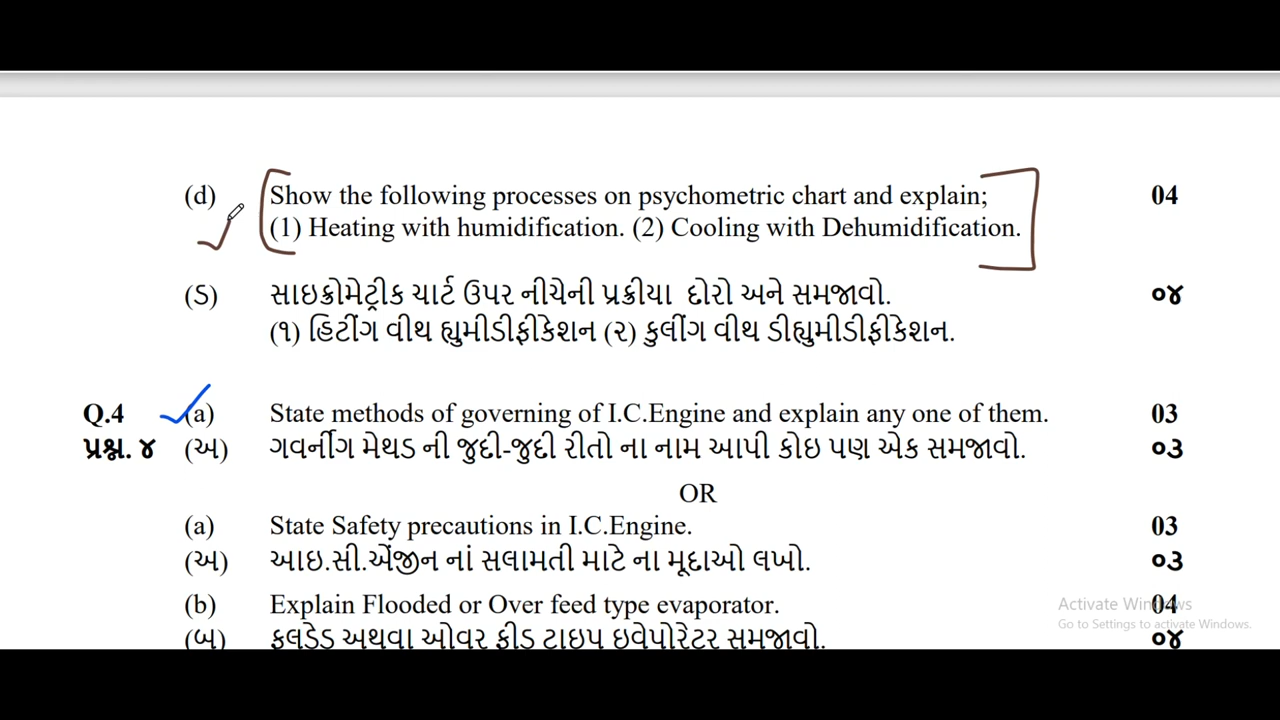 (d) Show the following processes on psychometric chart and explain; 04
(1) Heating with humidification. (2) Cooling with Dehumidification.
(ડ) સાઇક્રોમેટ્રીક ચાર્ટ ઉપર નીચેની પ્રક્રીયા દોરો અને સમજાવો. ૦૪
(૧) હિટીંગ વીથ હ્યુમીડીફીકેશન (૨) કુલીંગ વીથ ડીહ્યુમીડીફીકેશન.
Q.4 (a) State methods of governing of I.C.Engine and explain any one of them. 03
પ્રશ્ન. ૪ (અ) ગવર્નીગ મેથડ ની જુદી-જુદી રીતો ના નામ આપી કોઇ પણ એક સમજાવો. ૦૩
OR
(a) State Safety precautions in I.C.Engine. 03
(અ) આઇ.સી.એંજીન નાં સલામતી માટે ના મૂદાઓ લખો. ૦૩
(b) Explain Flooded or Over feed type evaporator. 04
(બ) ફ્લડેડ અથવા ઓવર ફીડ ટાઇપ ઇવેપોરેટર સમજાવો. ૦૪
Activate Windows
Go to Settings to activate Windows.